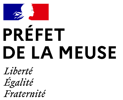 PRÉFET
DE LA MEUSE
Liberté
Égalité
Fraternité